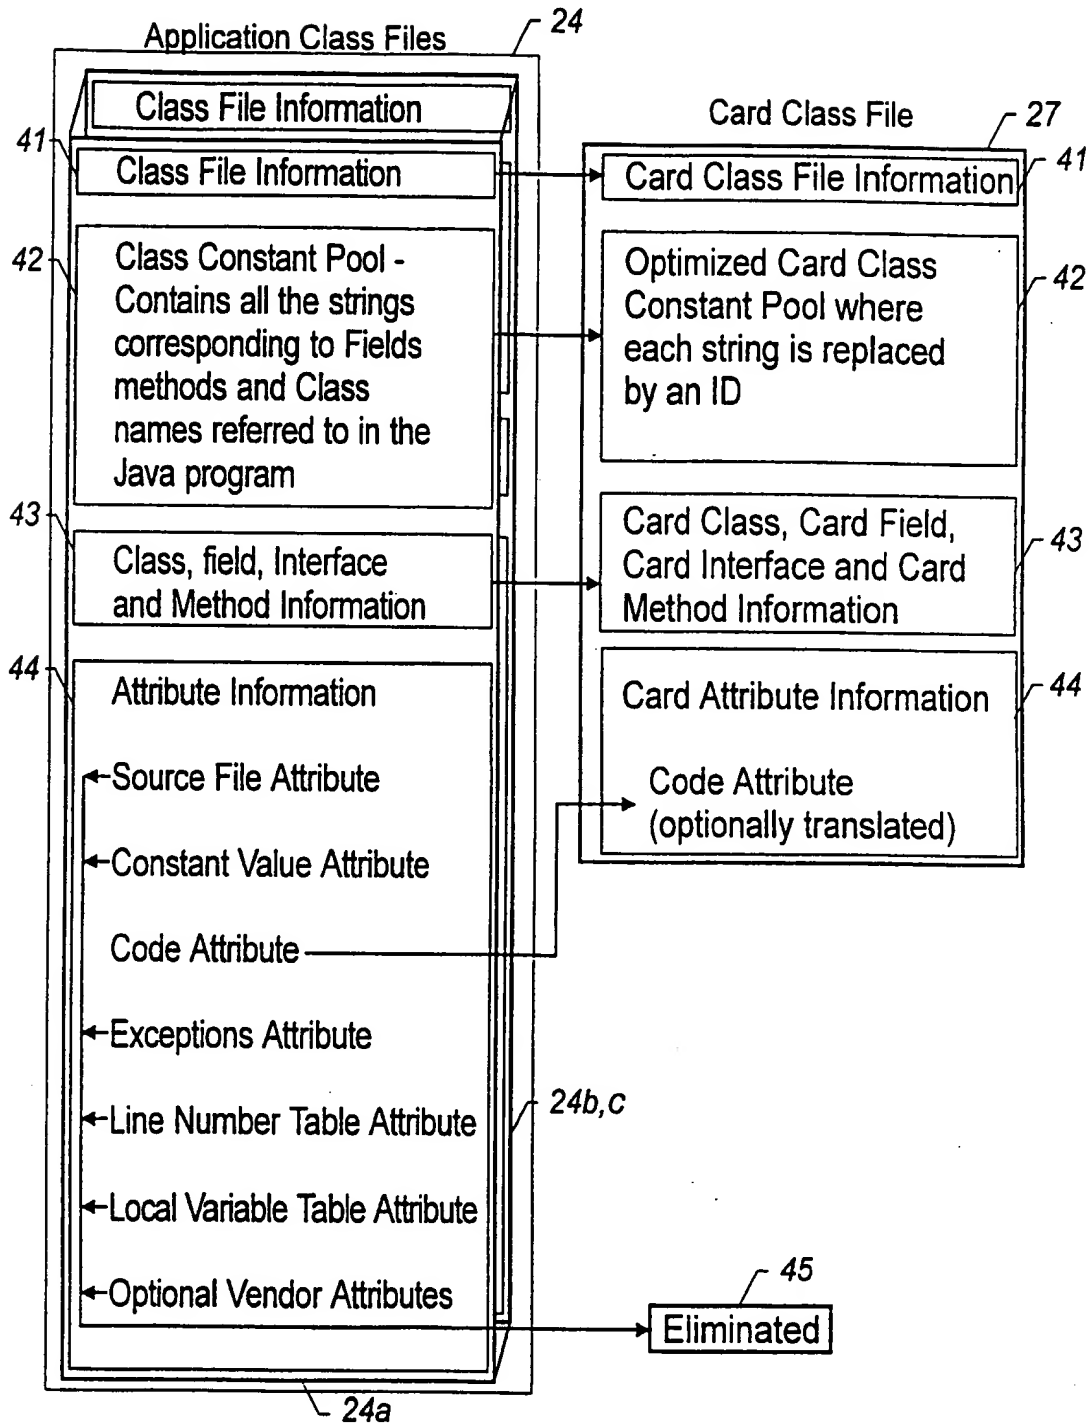 Application Class Files
24
Class File Information
41
Class File Information
42
Class Constant Pool -
Contains all the strings
corresponding to Fields
methods and Class
names referred to in the
Java program
43
Class, field, Interface
and Method Information
44
Attribute Information
Source File Attribute
Constant Value Attribute
Code Attribute
Exceptions Attribute
Line Number Table Attribute
Local Variable Table Attribute
Optional Vendor Attributes
24a
24b,c
Card Class File
27
Card Class File Information
41
Optimized Card Class
Constant Pool where
each string is replaced
by an ID
42
Card Class, Card Field,
Card Interface and Card
Method Information
43
Card Attribute Information
44
Code Attribute
(optionally translated)
45
Eliminated